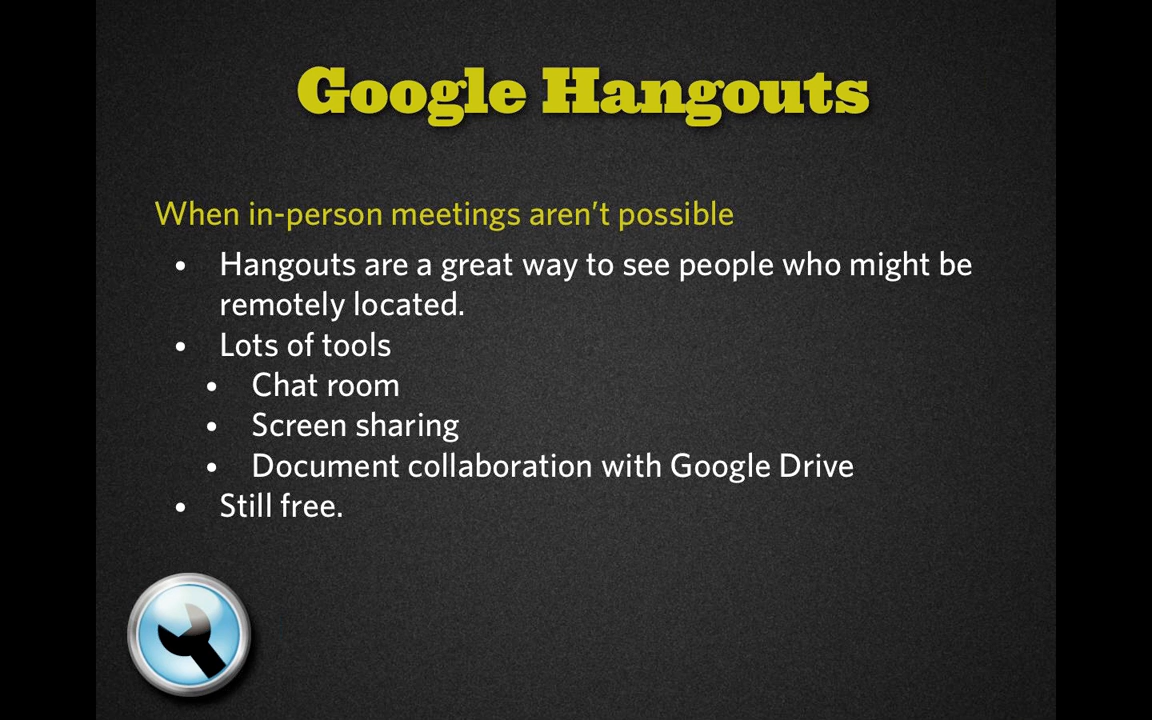 Google Hangouts
When in-person meetings aren’t possible
• Hangouts are a great way to see people who might be
remotely located.
• Lots of tools
• Chat room
• Screen sharing
• Document collaboration with Google Drive
• Still free.